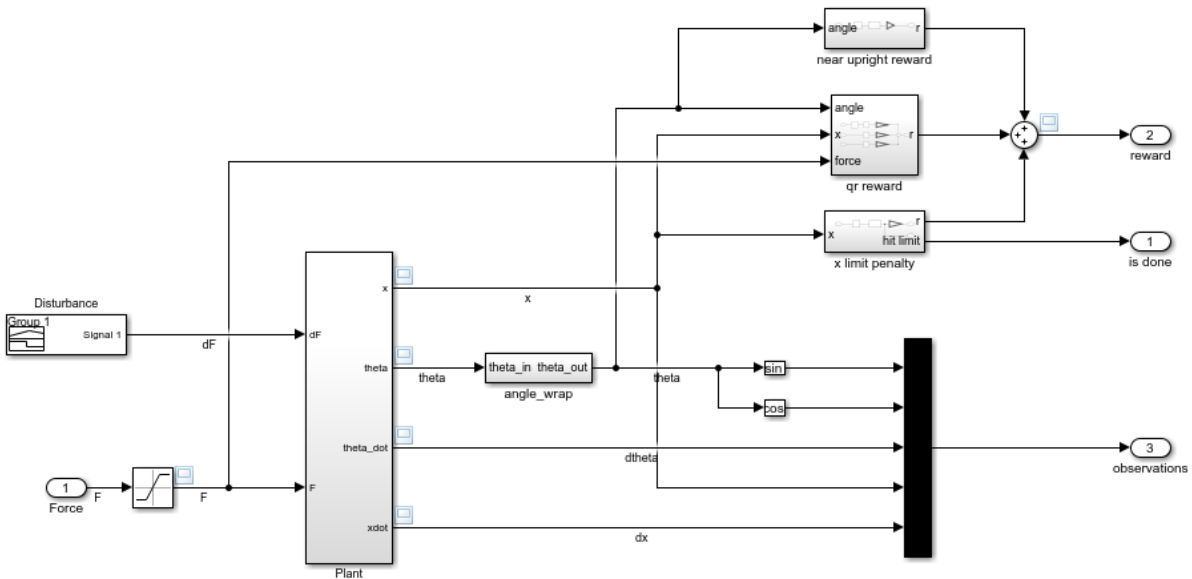 angle r
near upright reward
angle
x r
force
qr reward
+
+
+
2
reward
r
x
hit limit
x limit penalty
1
is done
Disturbance
Group 1
Signal 1
dF
dF
x
x
theta
theta
theta_in theta_out
angle_wrap
theta
sin
cos
theta_dot
dtheta
3
observations
1
Force
F
F
F
xdot
dx
Plant